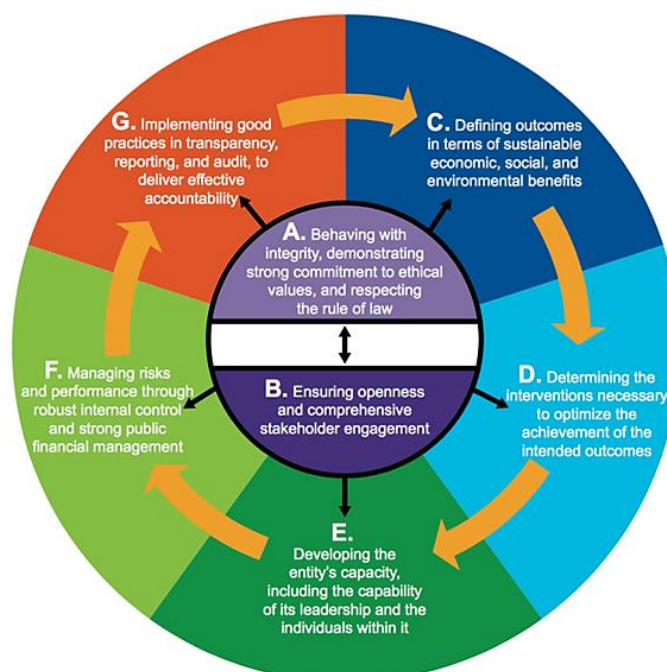 G. Implementing good
practices in transparency,
reporting, and audit, to
deliver effective
accountability
C. Defining outcomes
in terms of sustainable
economic, social, and
environmental benefits
A. Behaving with
integrity, demonstrating
strong commitment to ethical
values, and respecting
the rule of law
B. Ensuring openness
and comprehensive
stakeholder engagement
F. Managing risks
and performance through
robust internal control
and strong public
financial management
D. Determining the
interventions necessary
to optimize the
achievement of the
intended outcomes
E.
Developing the
entity's capacity,
including the capability
of its leadership and the
individuals within it